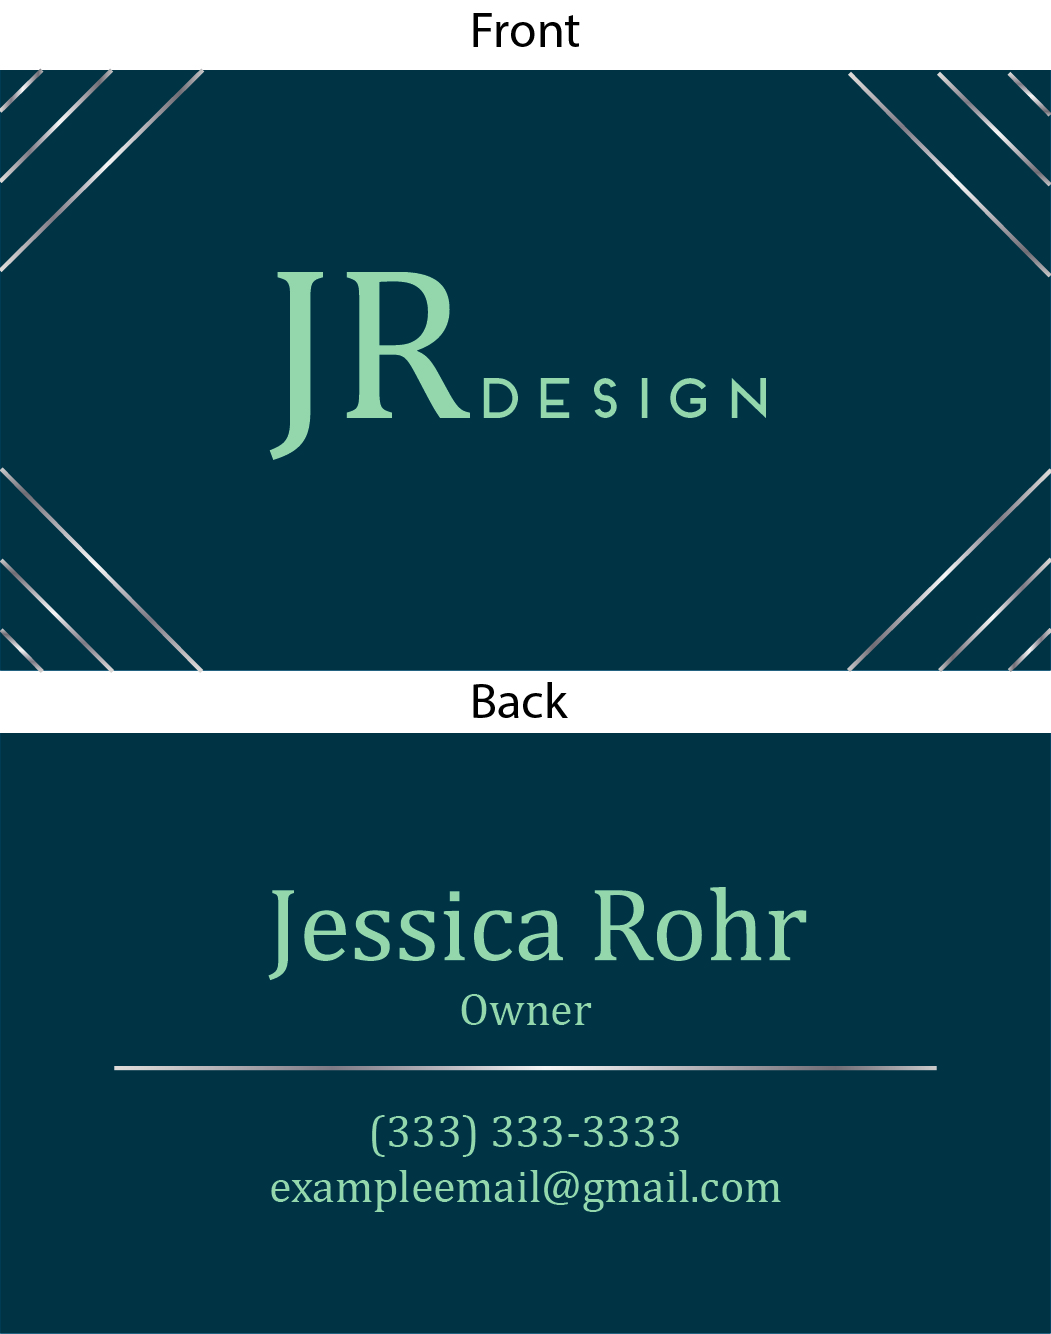 Front
JR DESIGN
Back
Jessica Rohr
Owner
(333) 333-3333
exampleemail@gmail.com